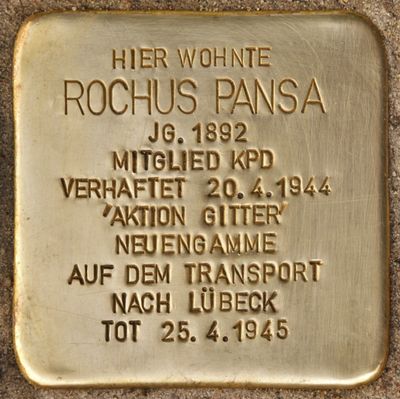 HIER WOHNTE
ROCHUS PANSA
JG. 1892
MITGLIED KPD
VERHAFTET 20.4.1944
'AKTION GITTER'
NEUENGAMME
AUF DEM TRANSPORT
NACH LÜBECK
TOT 25.4.1945